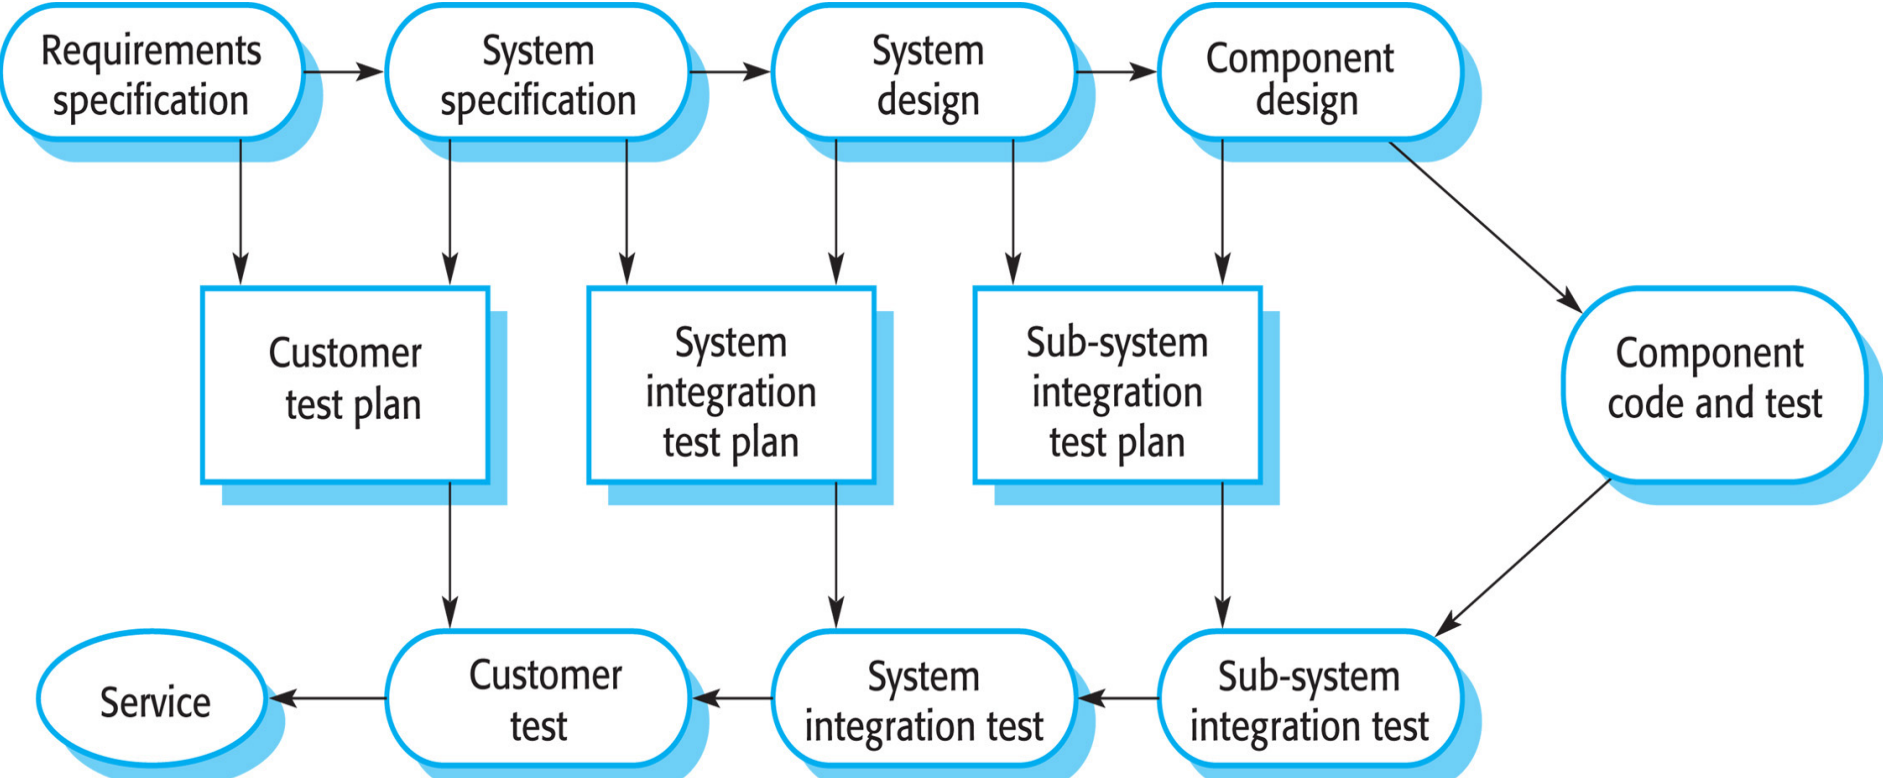 Requirements
specification
System
specification
System
design
Component
design
Customer
test plan
System
integration
test plan
Sub-system
integration
test plan
Component
code and test
Service
Customer
test
System
integration test
Sub-system
integration test